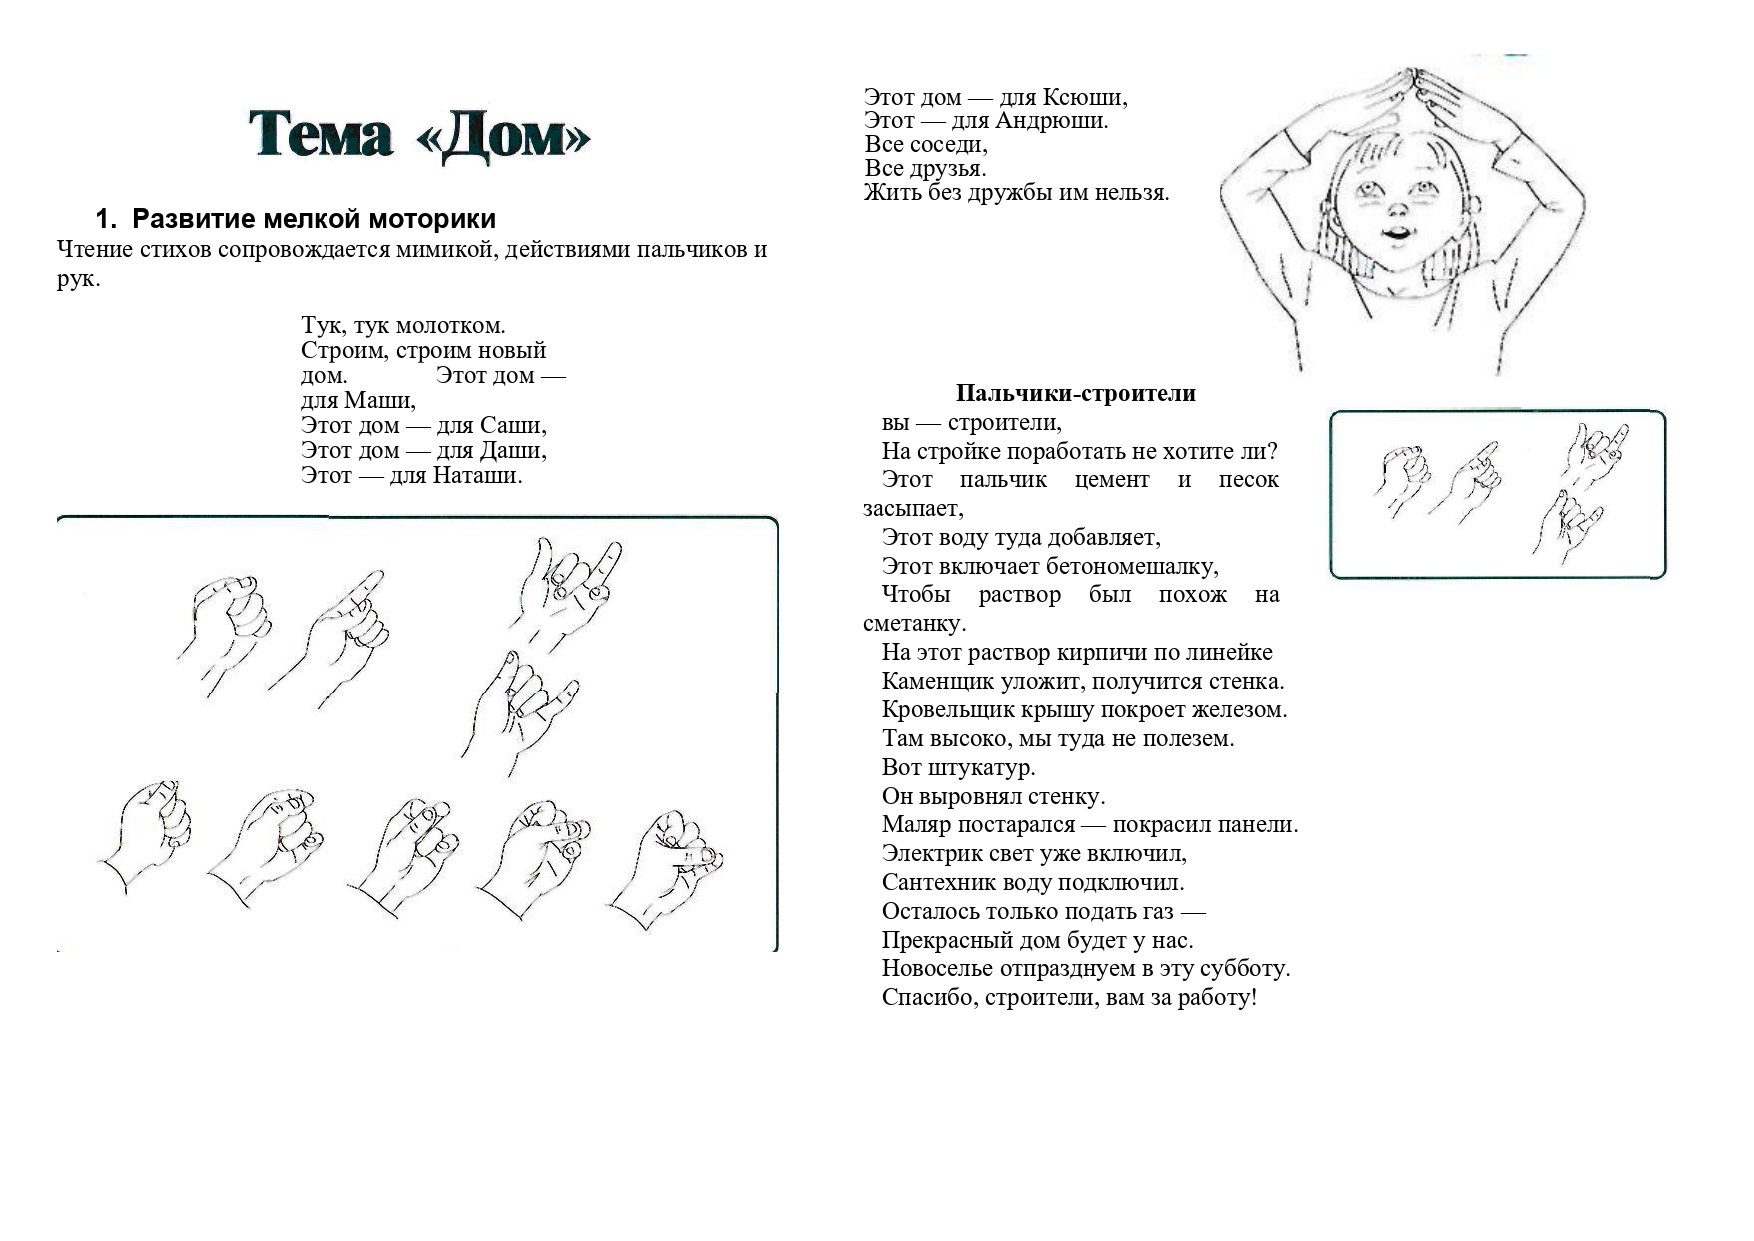 Тема «Дом»
1. Развитие мелкой моторики
Чтение стихов сопровождается мимикой, действиями пальчиков и
рук.
Тук, тук молотком.
Строим, строим новый
дом. Этот дом —
для Маши,
Этот дом — для Саши,
Этот дом — для Даши,
Этот — для Наташи.
Этот дом — для Ксюши,
Этот — для Андрюши.
Все соседи,
Все друзья.
Жить без дружбы им нельзя.
Пальчики-строители
вы — строители,
На стройке поработать не хотите ли?
Этот пальчик цемент и песок
засыпает,
Этот воду туда добавляет,
Этот включает бетономешалку,
Чтобы раствор был похож на
сметанку.
На этот раствор кирпичи по линейке
Каменщик уложит, получится стенка.
Кровельщик крышу покроет железом.
Там высоко, мы туда не полезем.
Вот штукатур.
Он выровнял стенку.
Маляр постарался — покрасил панели.
Электрик свет уже включил,
Сантехник воду подключил.
Осталось только подать газ —
Прекрасный дом будет у нас.
Новоселье отпразднуем в эту субботу.
Спасибо, строители, вам за работу!